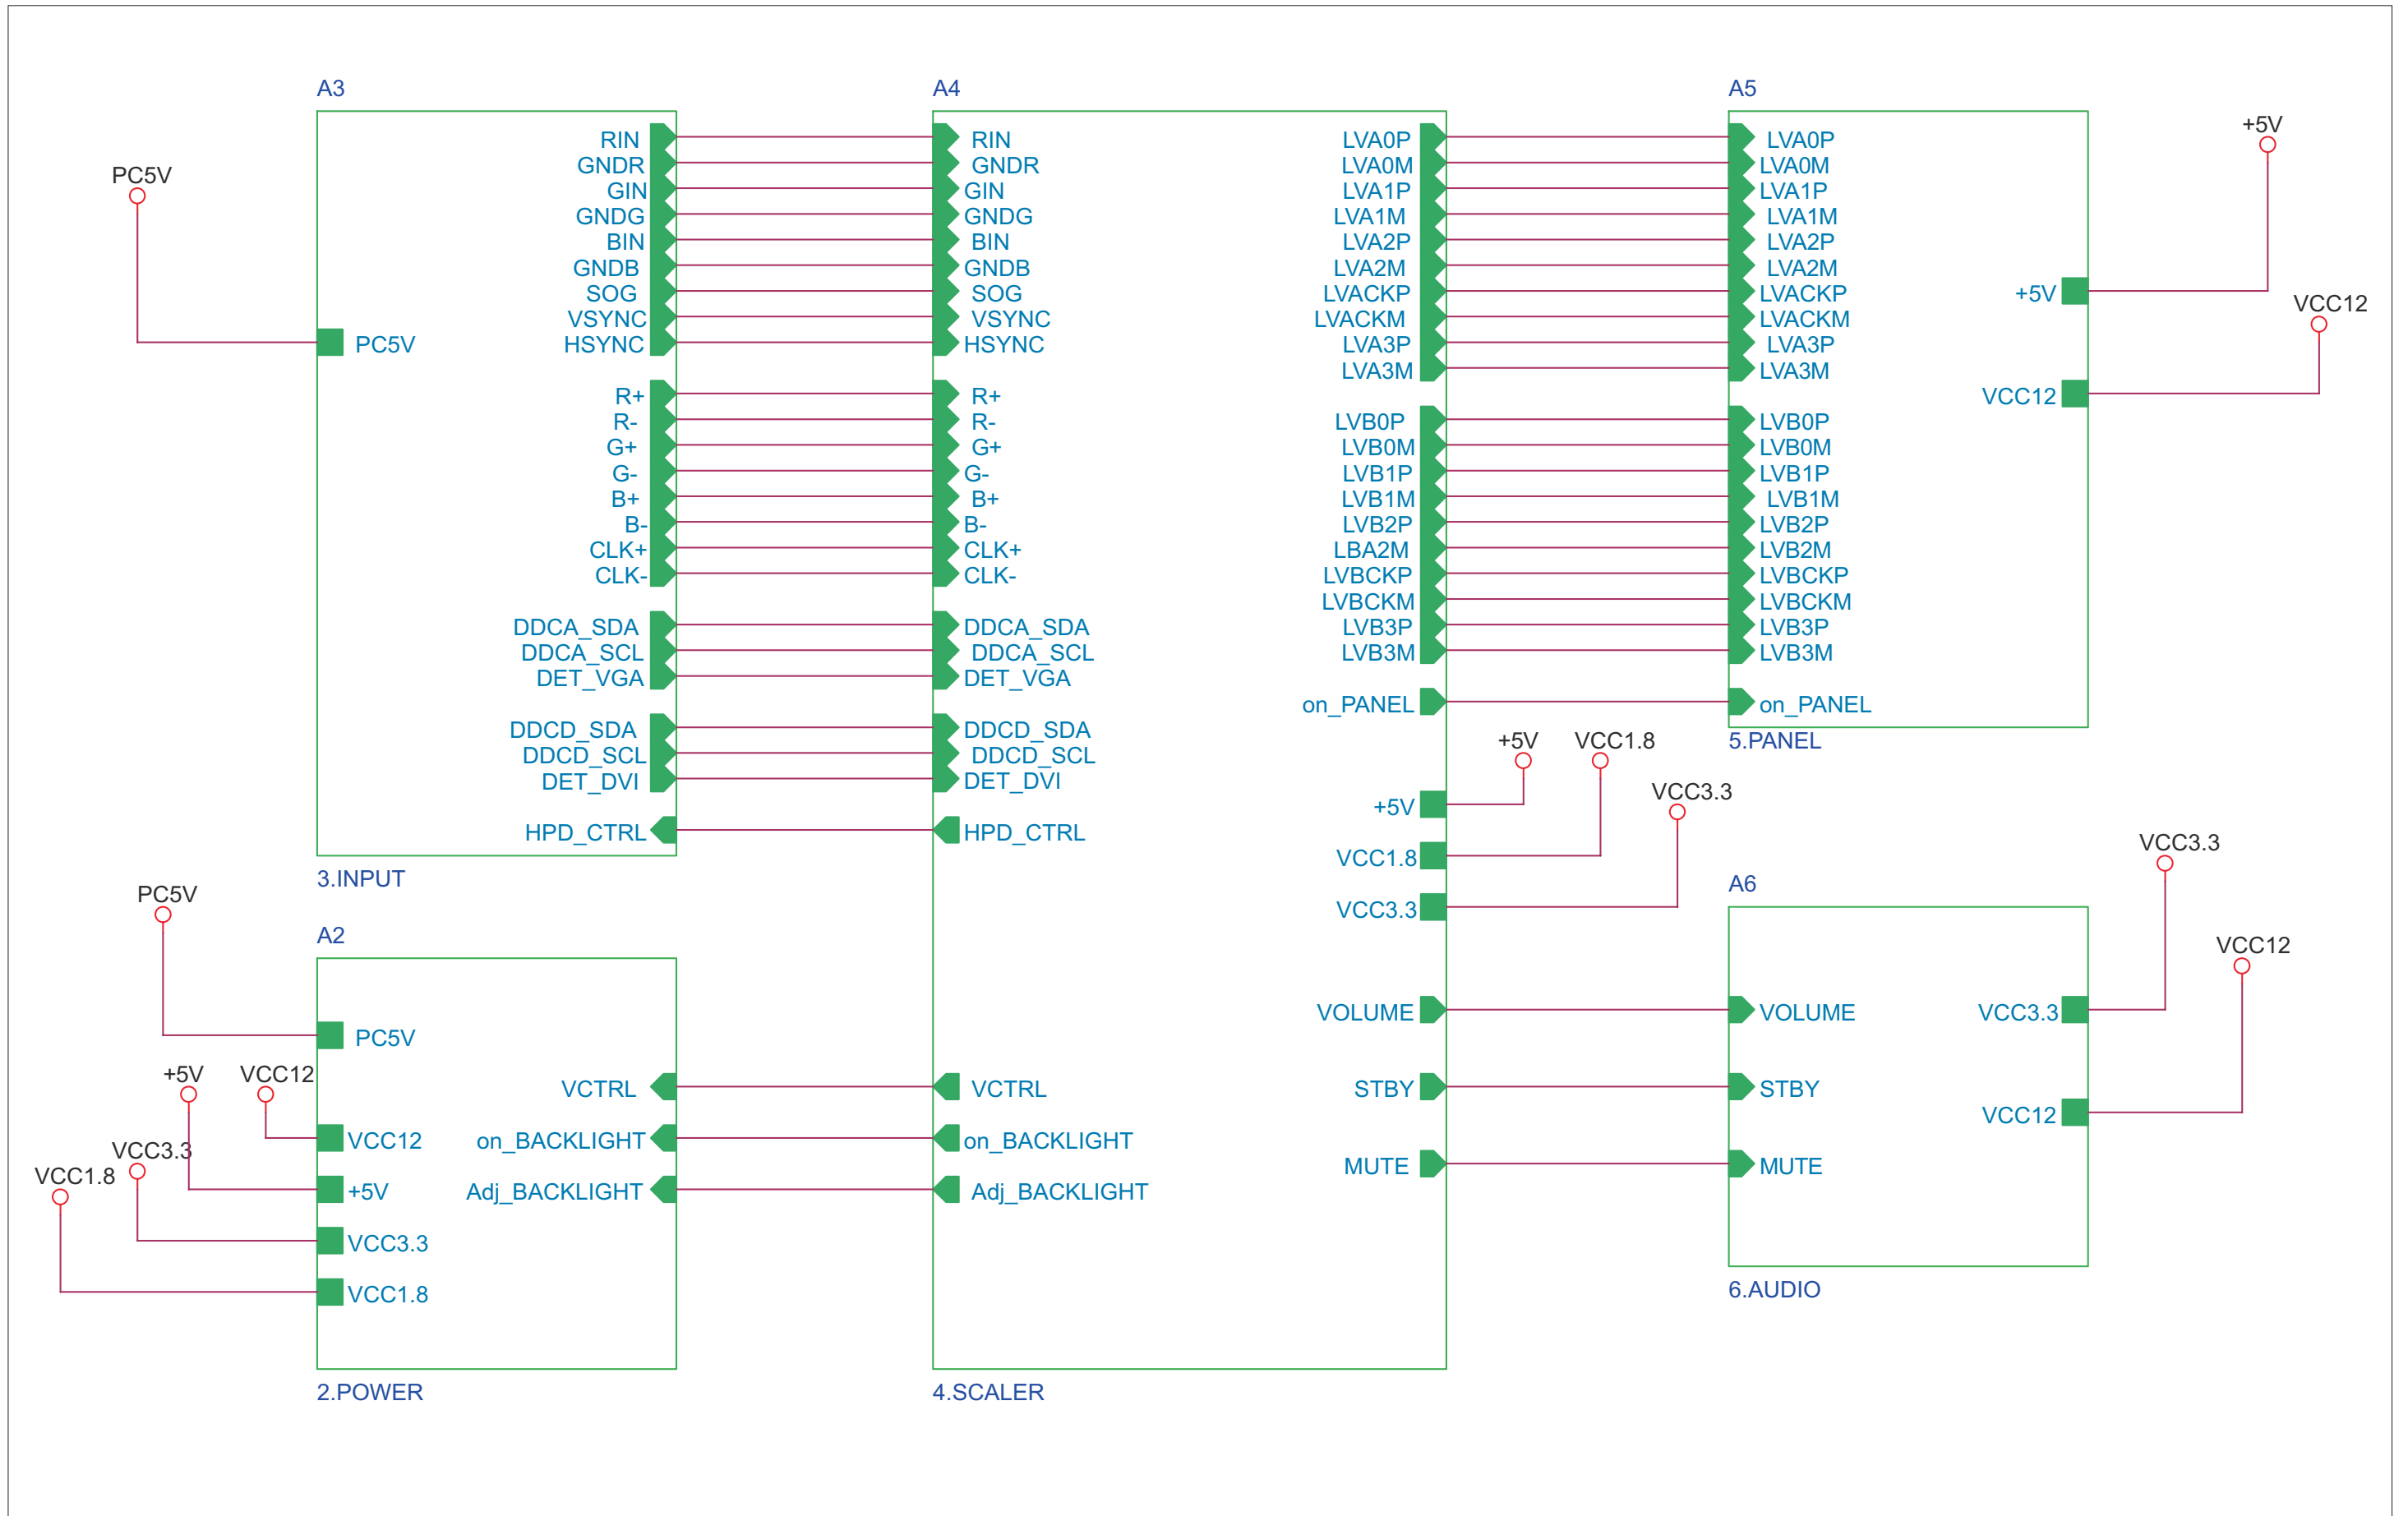 A3
PC5V
PC5V
RIN
GNDR
GIN
GNDG
BIN
GNDB
SOG
VSYNC
HSYNC
R+
R-
G+
G-
B+
B-
CLK+
CLK-
DDCA_SDA
DDCA_SCL
DET_VGA
DDCD_SDA
DDCD_SCL
DET_DVI
HPD_CTRL
3.INPUT
A4
RIN
GNDR
GIN
GNDG
BIN
GNDB
SOG
VSYNC
HSYNC
R+
R-
G+
G-
B+
B-
CLK+
CLK-
DDCA_SDA
DDCA_SCL
DET_VGA
DDCD_SDA
DDCD_SCL
DET_DVI
HPD_CTRL
VCTRL
on_BACKLIGHT
Adj_BACKLIGHT
LVA0P
LVA0M
LVA1P
LVA1M
LVA2P
LVA2M
LVACKP
LVACKM
LVA3P
LVA3M
LVB0P
LVB0M
LVB1P
LVB1M
LVB2P
LBA2M
LVBCKP
LVBCKM
LVB3P
LVB3M
on_PANEL
+5V
VCC1.8
VCC3.3
+5V
VCC1.8
VCC3.3
VOLUME
STBY
MUTE
4.SCALER
A5
LVA0P
LVA0M
LVA1P
LVA1M
LVA2P
LVA2M
LVACKP
LVACKM
LVA3P
LVA3M
LVB0P
LVB0M
LVB1P
LVB1M
LVB2P
LVB2M
LVBCKP
LVBCKM
LVB3P
LVB3M
on_PANEL
+5V
VCC12
+5V
VCC12
5.PANEL
A2
PC5V
+5V
VCC12
VCC3.3
VCC1.8
PC5V
VCC12
+5V
VCC3.3
VCC1.8
VCTRL
on_BACKLIGHT
Adj_BACKLIGHT
2.POWER
A6
VOLUME
STBY
MUTE
VCC3.3
VCC12
VCC3.3
VCC12
6.AUDIO